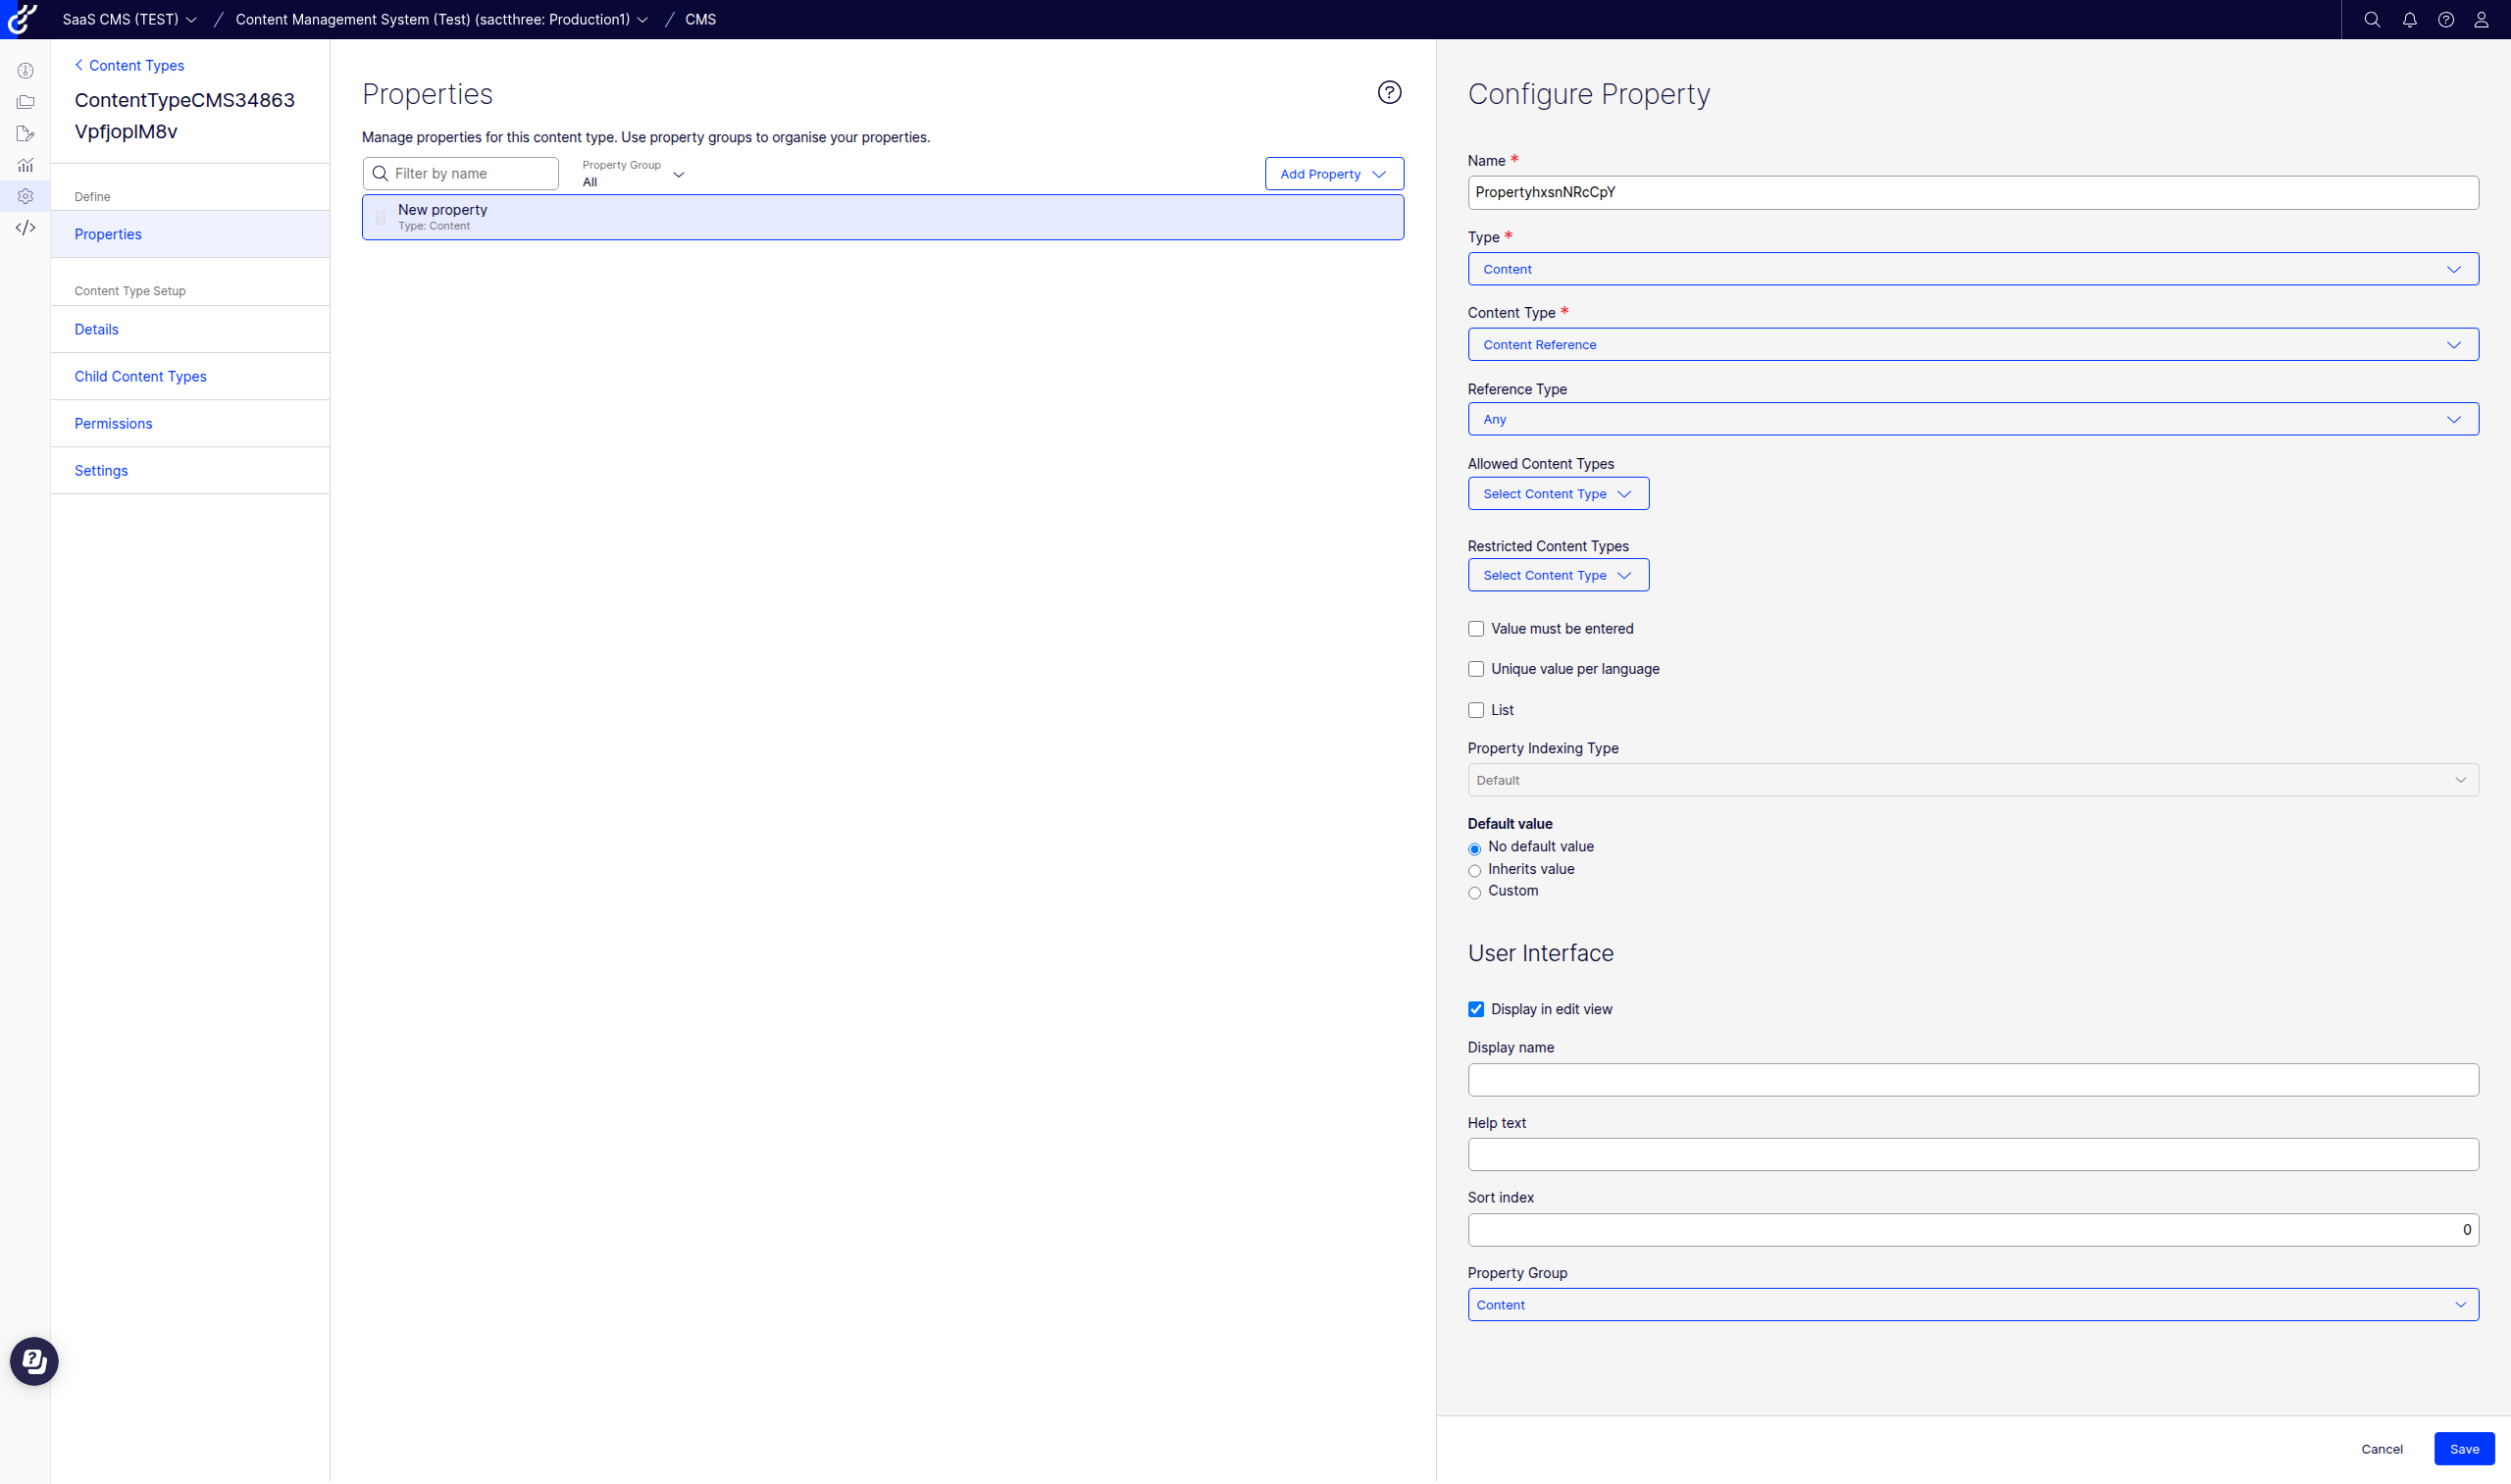 SaaS CMS (TEST) / Content Management System (Test) (sactthree: Production1) / CMS
Content Types
ContentTypeCMS34863
VpfjoplM8v
Define
Properties
Content Type Setup
Details
Child Content Types
Permissions
Settings
Properties
Manage properties for this content type. Use property groups to organise your properties.
Filter by name
Property Group
All
Add Property
New property
Type: Content
Configure Property
Name *
PropertyhxsnNRcCpY
Type *
Content
Content Type *
Content Reference
Reference Type
Any
Allowed Content Types
Select Content Type
Restricted Content Types
Select Content Type
Value must be entered
Unique value per language
List
Property Indexing Type
Default
Default value
No default value
Inherits value
Custom
User Interface
Display in edit view
Display name
Help text
Sort index
0
Property Group
Content
Cancel
Save